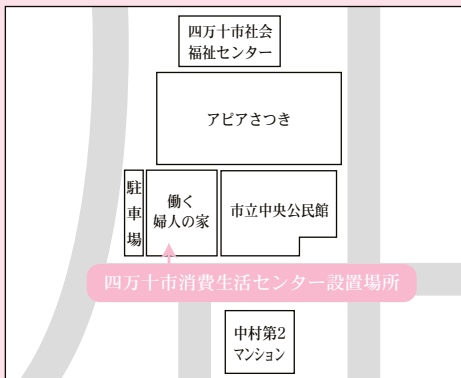 四万十市社会
福祉センター
アピアさつき
駐車場
働く
婦人の家
市立中央公民館
四万十市消費生活センター設置場所
中村第2
マンション